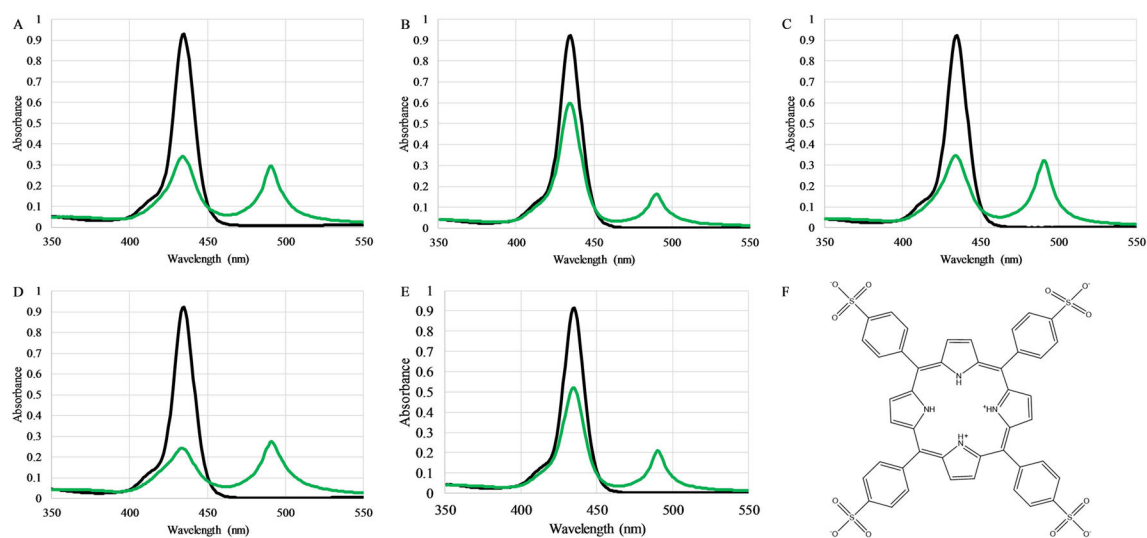 A
1
0.9
0.8
0.7
0.6
0.5
0.4
0.3
0.2
0.1
0
Absorbance
350 400 450 500 550
Wavelength (nm)
B
1
0.9
0.8
0.7
0.6
0.5
0.4
0.3
0.2
0.1
0
Absorbance
350 400 450 500 550
Wavelength (nm)
C
1
0.9
0.8
0.7
0.6
0.5
0.4
0.3
0.2
0.1
0
Absorbance
350 400 450 500 550
Wavelength (nm)
D
1
0.9
0.8
0.7
0.6
0.5
0.4
0.3
0.2
0.1
0
Absorbance
350 400 450 500 550
Wavelength (nm)
E
1
0.9
0.8
0.7
0.6
0.5
0.4
0.3
0.2
0.1
0
Absorbance
350 400 450 500 550
Wavelength (nm)
F
-O O-
O S S O
O O
N
H
NH +HN
H+
N
O O
O S S O
-O O-